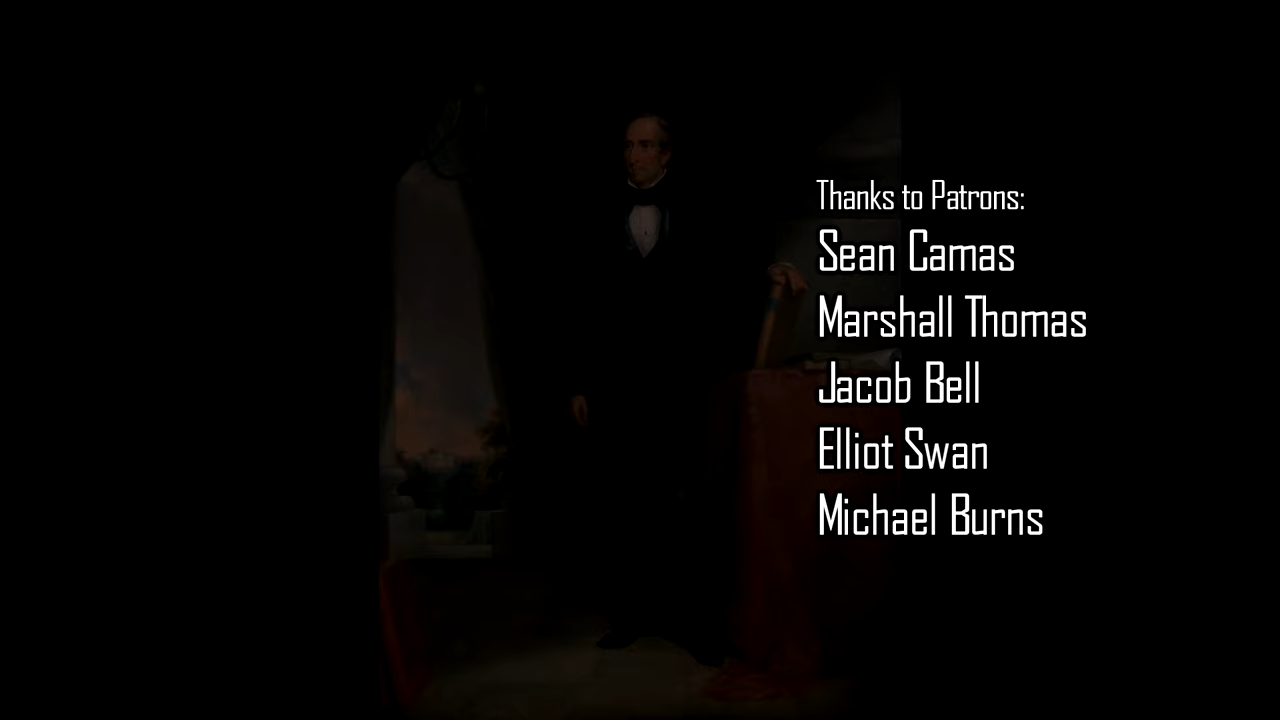 Thanks to Patrons:
Sean Camas
Marshall Thomas
Jacob Bell
Elliot Swan
Michael Burns